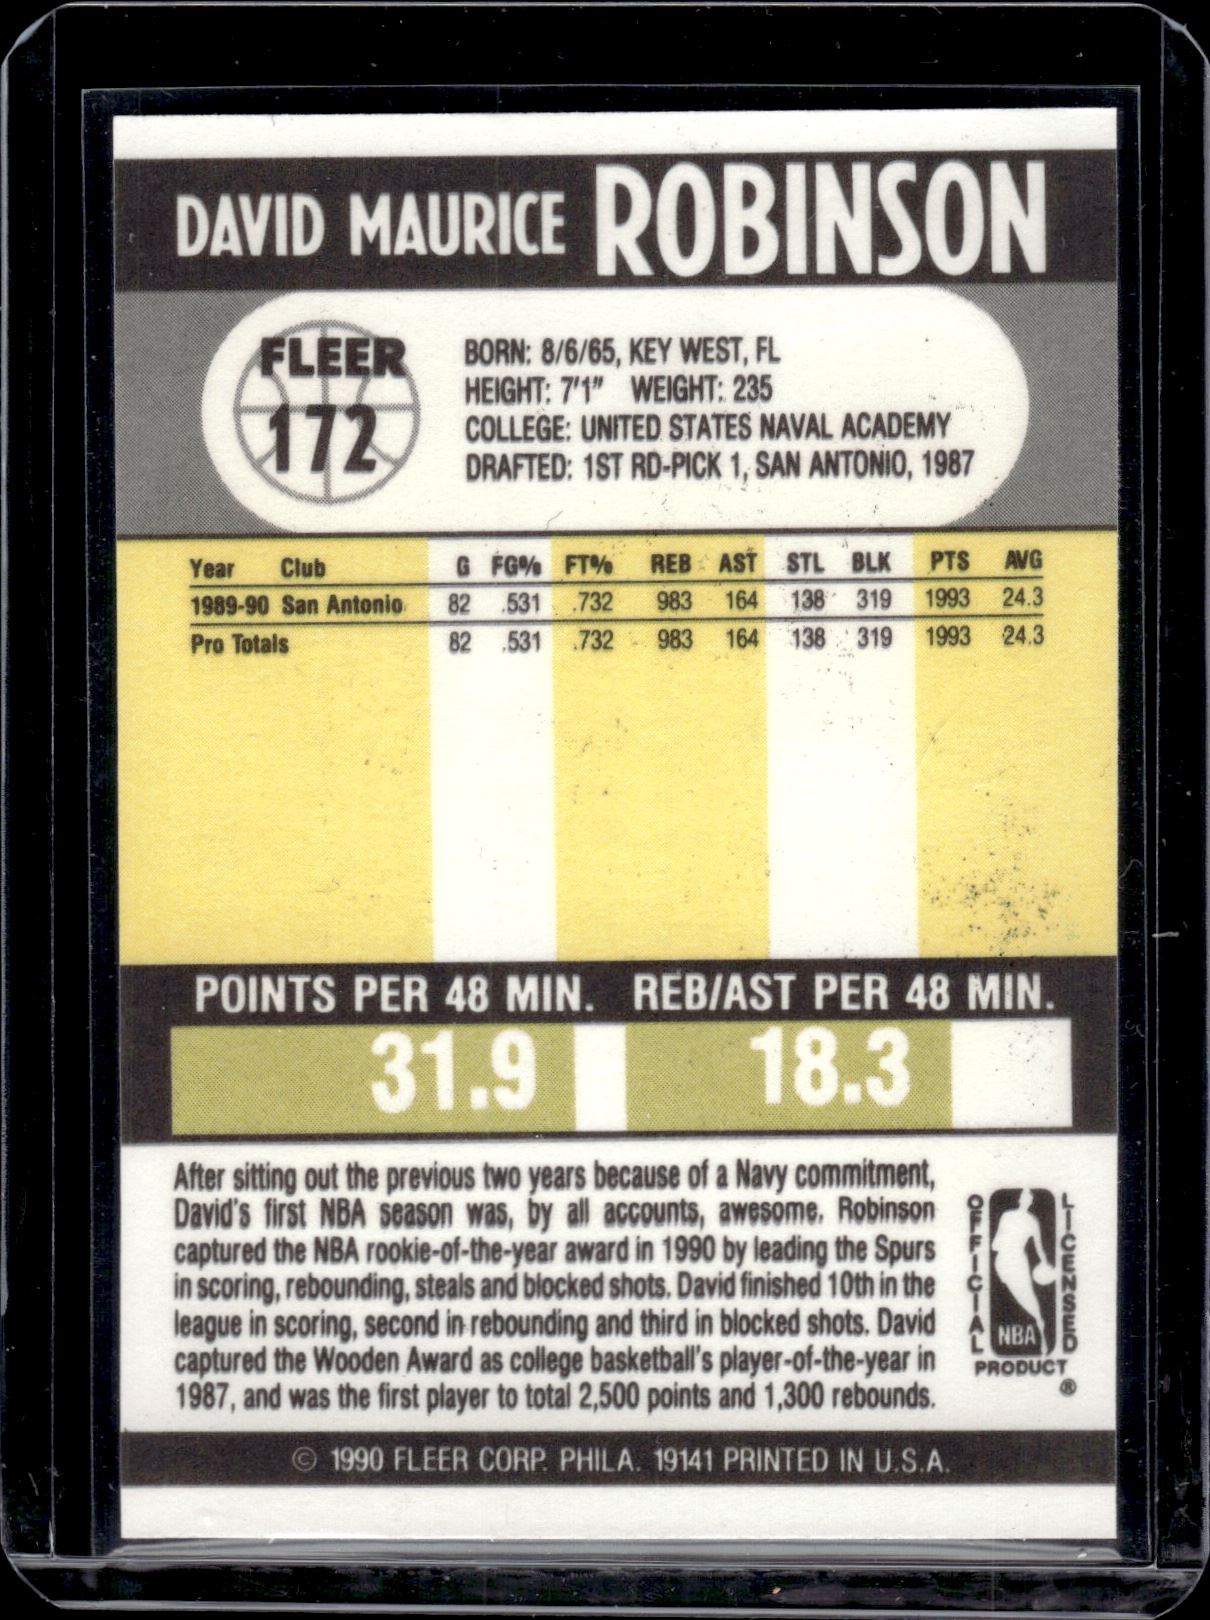 DAVID MAURICE ROBINSON
FLEER
172
BORN: 8/6/65, KEY WEST, FL
HEIGHT: 7'1" WEIGHT: 235
COLLEGE: UNITED STATES NAVAL ACADEMY
DRAFTED: 1ST RD-PICK 1, SAN ANTONIO, 1987
Year Club G FG% FT% REB AST STL BLK PTS AVG
1989-90 San Antonio 82 .531 .732 983 164 138 319 1993 24.3
Pro Totals 82 .531 .732 983 164 138 319 1993 24.3
POINTS PER 48 MIN. REB/AST PER 48 MIN.
31.9 18.3
After sitting out the previous two years because of a Navy commitment,
David's first NBA season was, by all accounts, awesome. Robinson
captured the NBA rookie-of-the-year award in 1990 by leading the Spurs
in scoring, rebounding, steals and blocked shots. David finished 10th in the
league in scoring, second in rebounding and third in blocked shots. David
captured the Wooden Award as college basketball's player-of-the-year in
1987, and was the first player to total 2,500 points and 1,300 rebounds.
OFFICIAL LICENSED
NBA
PRODUCT
®
© 1990 FLEER CORP. PHILA. 19141 PRINTED IN U.S.A.